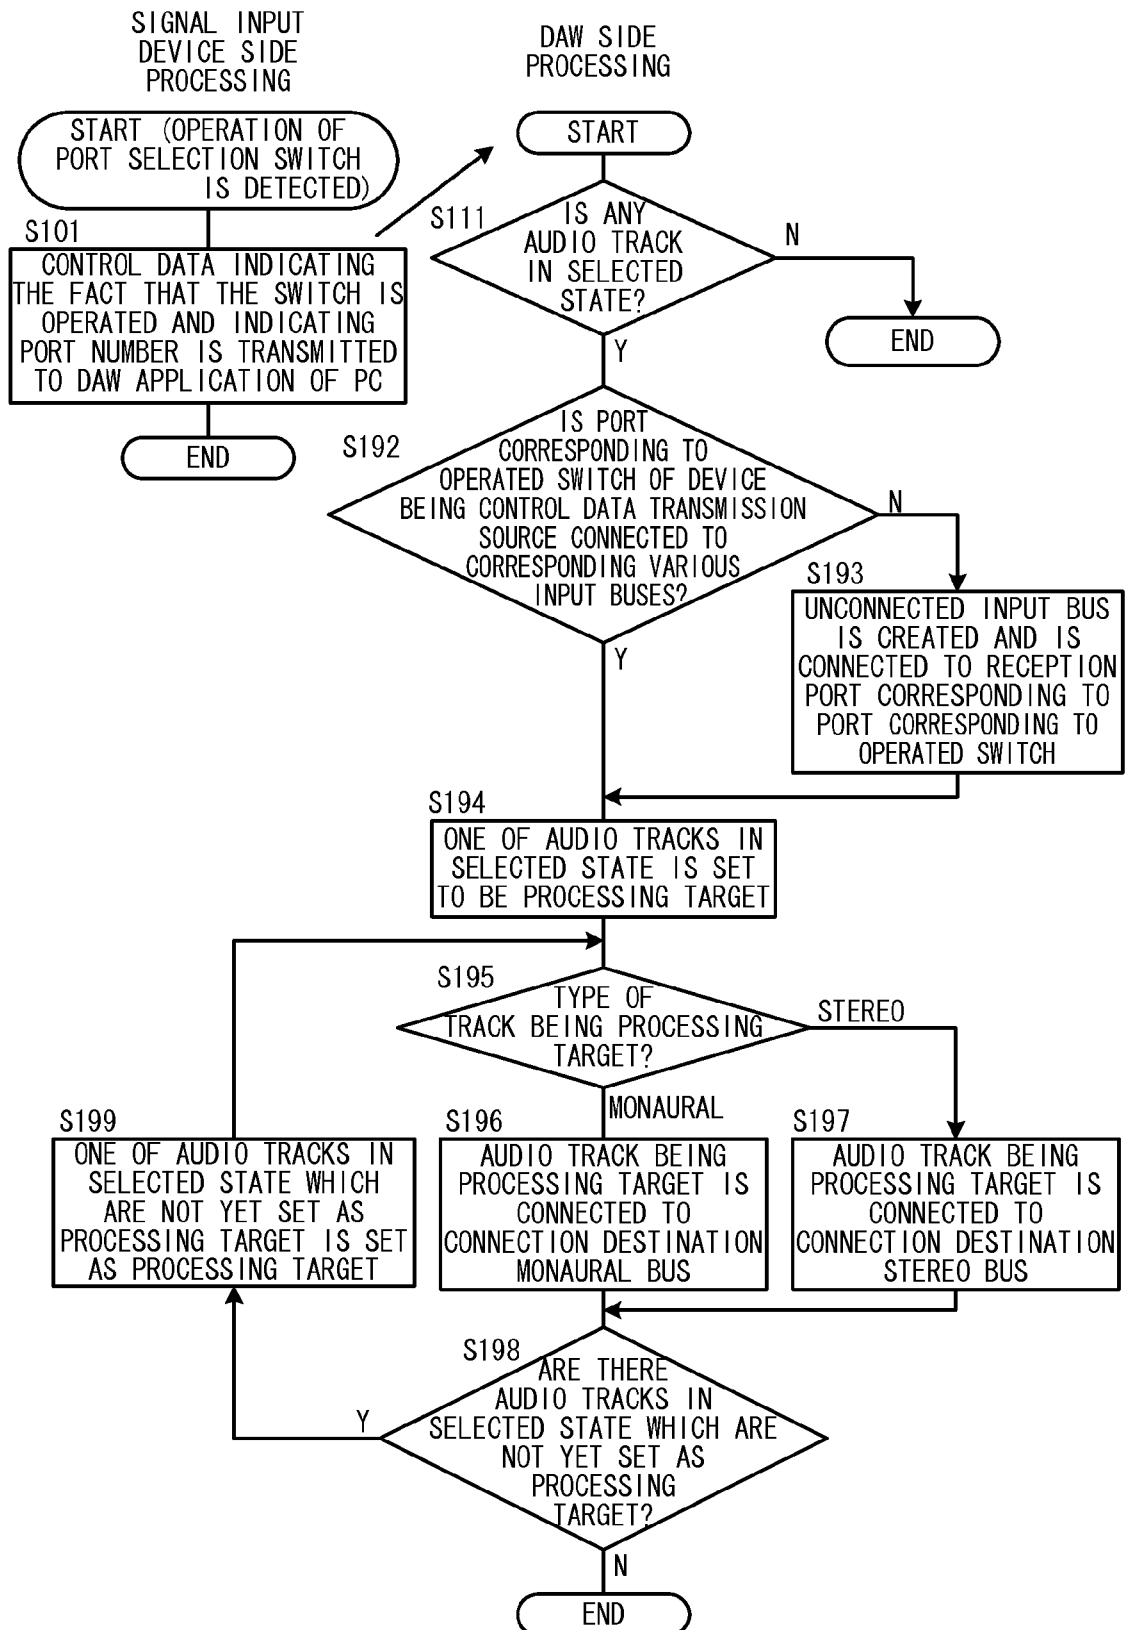 SIGNAL INPUT
DEVICE SIDE
PROCESSING
START (OPERATION OF
PORT SELECTION SWITCH
IS DETECTED)
S101
CONTROL DATA INDICATING
THE FACT THAT THE SWITCH IS
OPERATED AND INDICATING
PORT NUMBER IS TRANSMITTED
TO DAW APPLICATION OF PC
END
DAW SIDE
PROCESSING
START
S111
IS ANY
AUDIO TRACK
IN SELECTED
STATE?
N
END
Y
S192
IS PORT
CORRESPONDING TO
OPERATED SWITCH OF DEVICE
BEING CONTROL DATA TRANSMISSION
SOURCE CONNECTED TO
CORRESPONDING VARIOUS
INPUT BUSES?
N
Y
S193
UNCONNECTED INPUT BUS
IS CREATED AND IS
CONNECTED TO RECEPTION
PORT CORRESPONDING TO
PORT CORRESPONDING TO
OPERATED SWITCH
S194
ONE OF AUDIO TRACKS IN
SELECTED STATE IS SET
TO BE PROCESSING TARGET
S195
TYPE OF
TRACK BEING PROCESSING
TARGET?
STEREO
MONAURAL
S199
ONE OF AUDIO TRACKS IN
SELECTED STATE WHICH
ARE NOT YET SET AS
PROCESSING TARGET IS SET
AS PROCESSING TARGET
S196
AUDIO TRACK BEING
PROCESSING TARGET IS
CONNECTED TO
CONNECTION DESTINATION
MONAURAL BUS
S197
AUDIO TRACK BEING
PROCESSING TARGET IS
CONNECTED TO
CONNECTION DESTINATION
STEREO BUS
S198
ARE THERE
AUDIO TRACKS IN
SELECTED STATE WHICH ARE
NOT YET SET AS
PROCESSING
TARGET?
Y
N
END